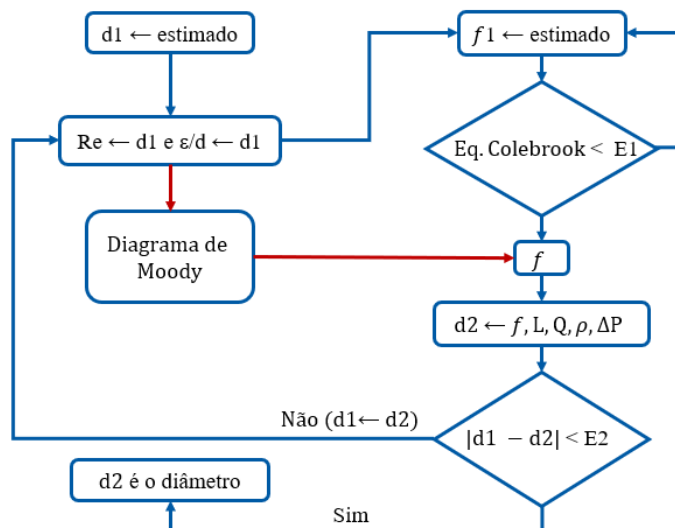 d1 ← estimado
f1 ← estimado
Re ← d1 e ε/d ← d1
Eq. Colebrook < E1
Diagrama de
Moody
f
d2 ← f, L, Q, ρ, ΔP
Não (d1← d2)
|d1 − d2| < E2
d2 é o diâmetro
Sim